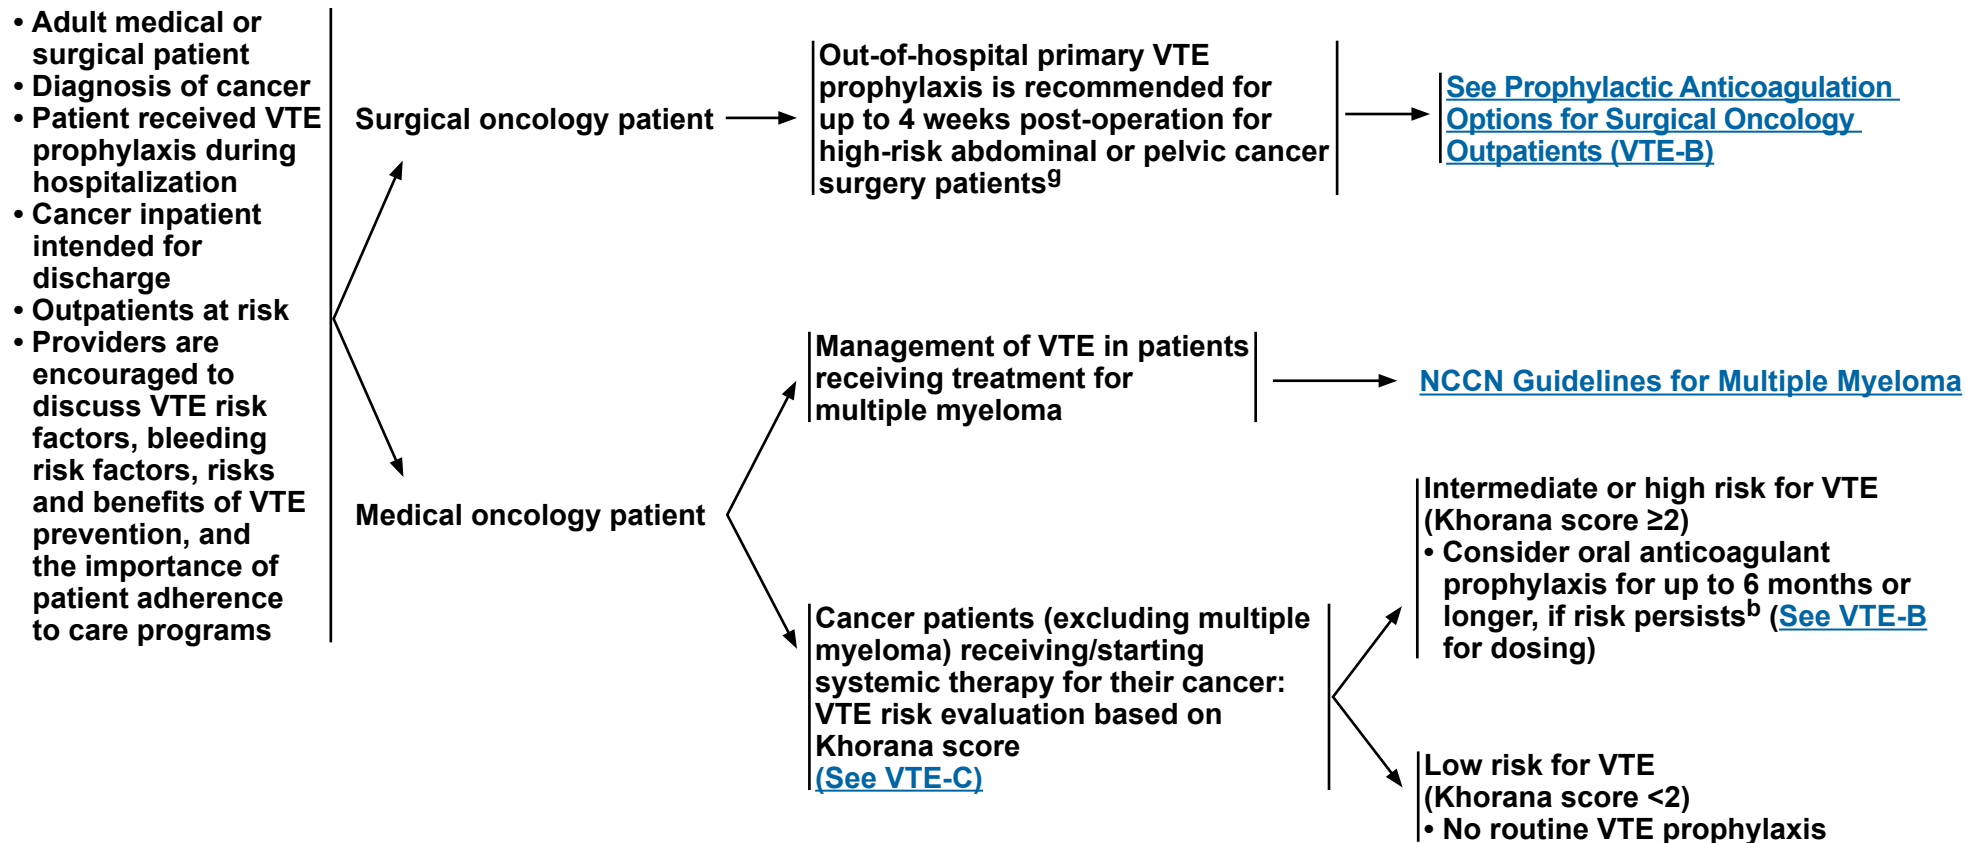 • Adult medical or
surgical patient
• Diagnosis of cancer
• Patient received VTE
prophylaxis during
hospitalization
• Cancer inpatient
intended for
discharge
• Outpatients at risk
• Providers are
encouraged to
discuss VTE risk
factors, bleeding
risk factors, risks
and benefits of VTE
prevention, and
the importance of
patient adherence
to care programs
Surgical oncology patient
Out-of-hospital primary VTE
prophylaxis is recommended for
up to 4 weeks post-operation for
high-risk abdominal or pelvic cancer
surgery patientsg
See Prophylactic Anticoagulation
Options for Surgical Oncology
Outpatients (VTE-B)
Medical oncology patient
Management of VTE in patients
receiving treatment for
multiple myeloma
NCCN Guidelines for Multiple Myeloma
Cancer patients (excluding multiple
myeloma) receiving/starting
systemic therapy for their cancer:
VTE risk evaluation based on
Khorana score
(See VTE-C)
Intermediate or high risk for VTE
(Khorana score ≥2)
• Consider oral anticoagulant
prophylaxis for up to 6 months or
longer, if risk persistsb (See VTE-B
for dosing)
Low risk for VTE
(Khorana score <2)
• No routine VTE prophylaxis